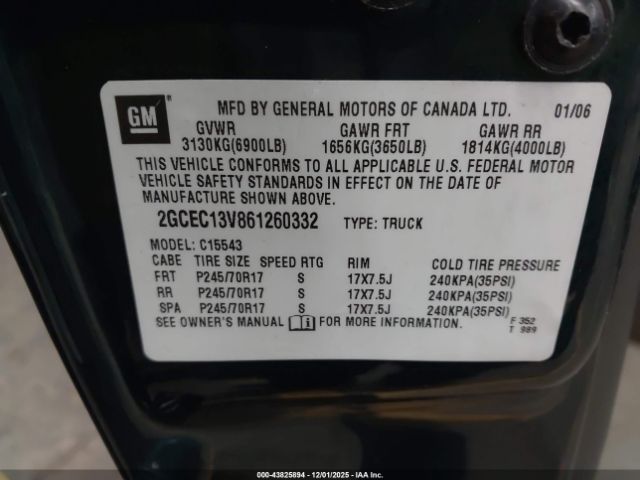 GM ® MFD BY GENERAL MOTORS OF CANADA LTD. 01/06
GVWR GAWR FRT GAWR RR
3130KG(6900LB) 1656KG(3650LB) 1814KG(4000LB)
THIS VEHICLE CONFORMS TO ALL APPLICABLE U.S. FEDERAL MOTOR
VEHICLE SAFETY STANDARDS IN EFFECT ON THE DATE OF
MANUFACTURE SHOWN ABOVE.
2GCEC13V861260332 TYPE: TRUCK
MODEL: C15543
CABE TIRE SIZE SPEED RTG RIM COLD TIRE PRESSURE
FRT P245/70R17 S 17X7.5J 240KPA(35PSI)
RR P245/70R17 S 17X7.5J 240KPA(35PSI)
SPA P245/70R17 S 17X7.5J 240KPA(35PSI)
SEE OWNER'S MANUAL i FOR MORE INFORMATION. F 352
T 989
000-43825894 - 12/01/2025 - IAA Inc.